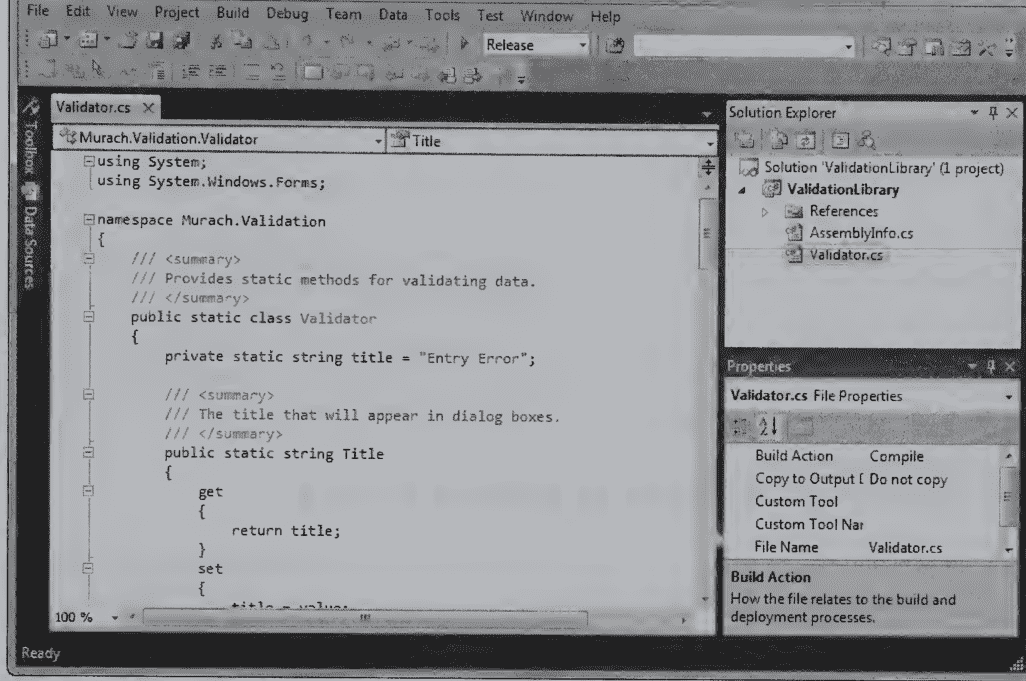 File Edit View Project Build Debug Team Data Tools Test Window Help
Release
Toolbox
Data Sources
Validator.cs
Murach.Validation.Validator
Title
using System;
using System.Windows.Forms;
namespace Murach.Validation
{
/// <summary>
/// Provides static methods for validating data.
/// </summary>
public static class Validator
{
private static string title = "Entry Error";
/// <summary>
/// The title that will appear in dialog boxes.
/// </summary>
public static string Title
{
get
{
return title;
}
set
{
title = value;
100 %
Solution Explorer
Solution 'ValidationLibrary' (1 project)
ValidationLibrary
References
AssemblyInfo.cs
Validator.cs
Properties
Validator.cs File Properties
Build Action Compile
Copy to Output D Do not copy
Custom Tool
Custom Tool Nar
File Name Validator.cs
Build Action
How the file relates to the build and
deployment processes.
Ready